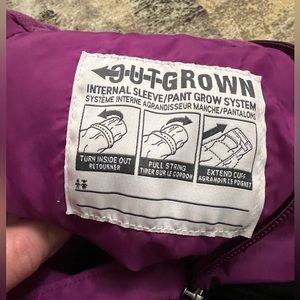 OUTGROWN
INTERNAL SLEEVE/PANT GROW SYSTEM
SYSTÈME INTERNE AGRANDISSEUR MANCHE/PANTALONS
TURN INSIDE OUT
RETOURNER
PULL STRING
TIRER SUR LE CORDON
EXTEND CUFF
AGRANDIR LE POIGNET